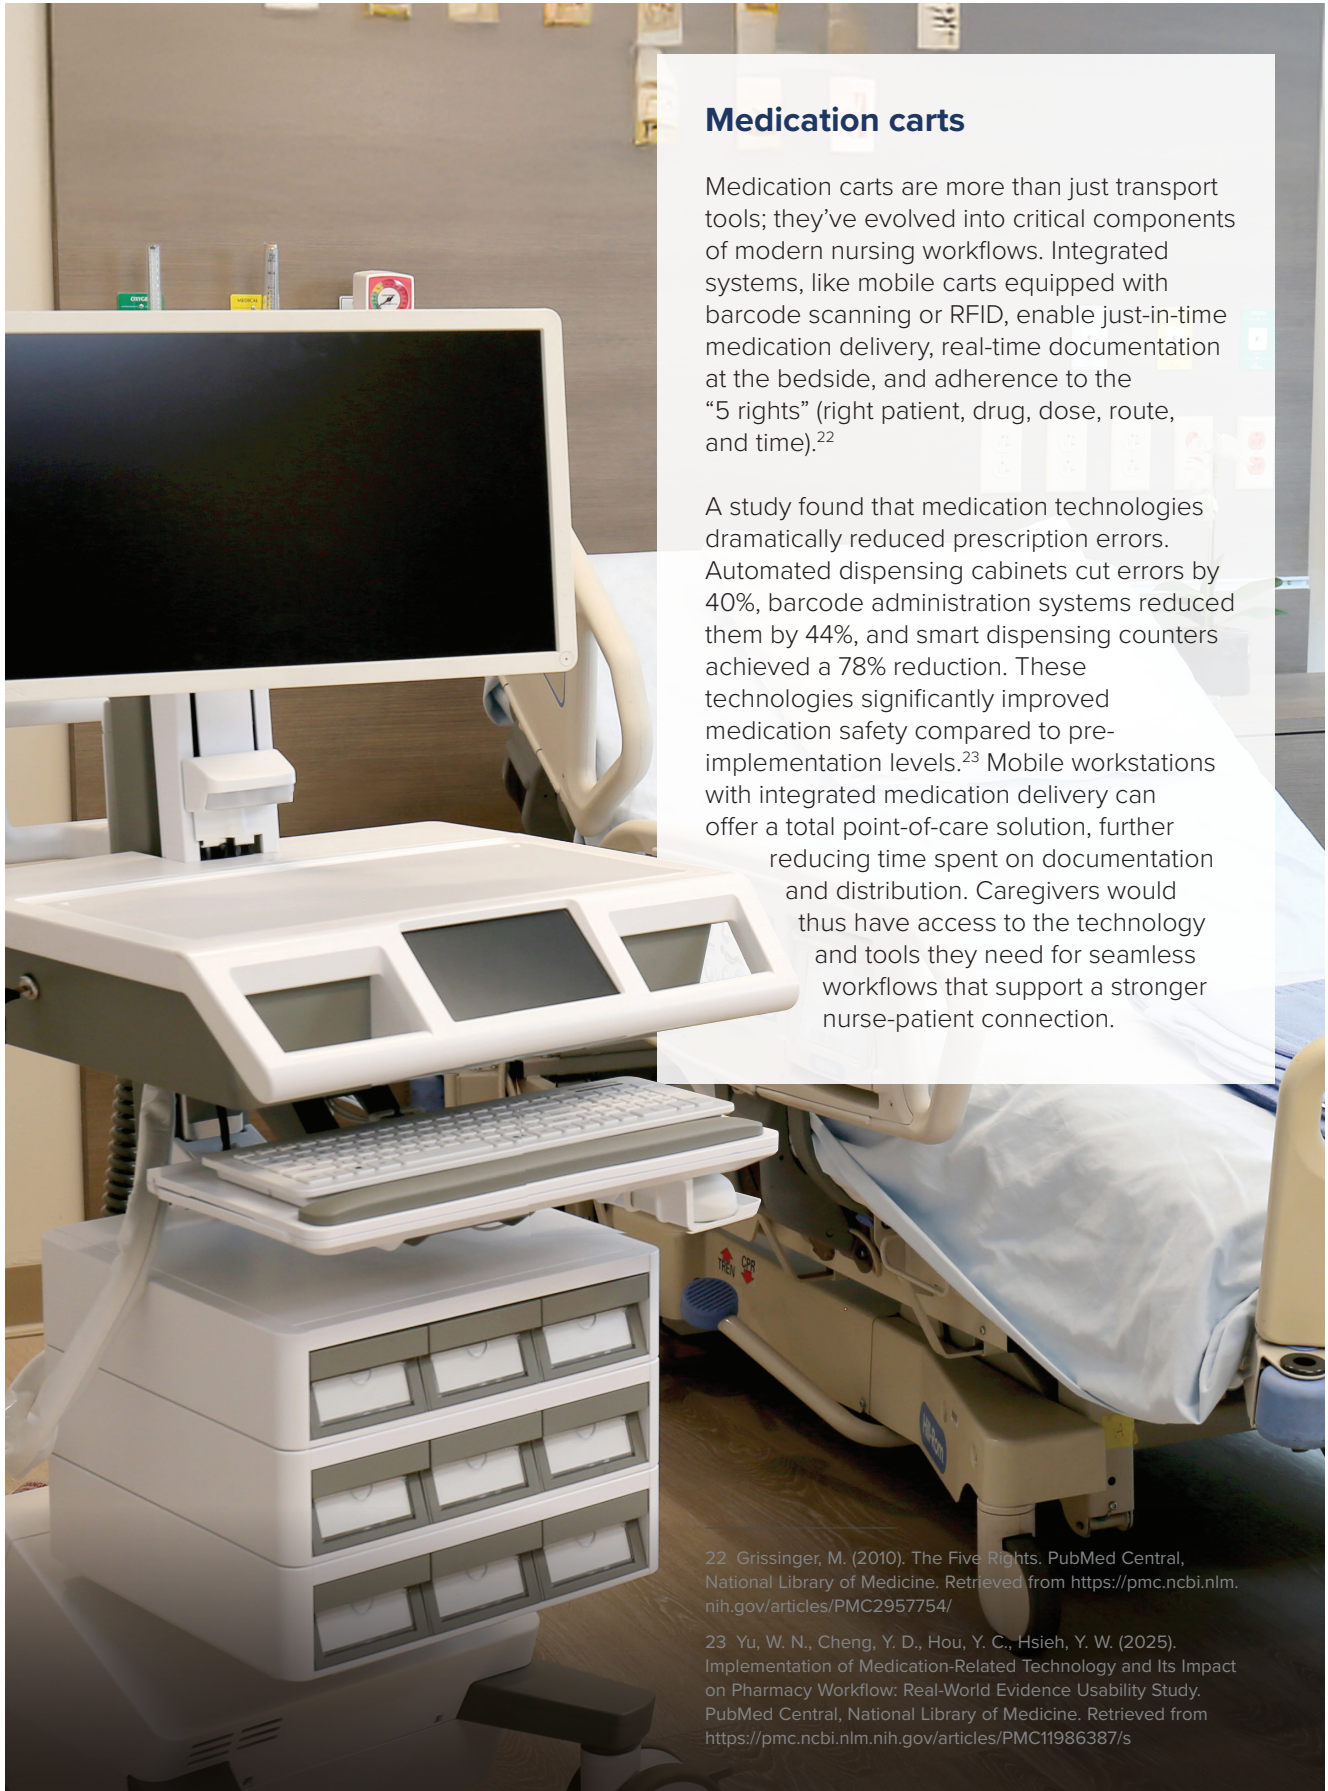 Medication carts
Medication carts are more than just transport
tools; they’ve evolved into critical components
of modern nursing workflows. Integrated
systems, like mobile carts equipped with
barcode scanning or RFID, enable just-in-time
medication delivery, real-time documentation
at the bedside, and adherence to the
“5 rights” (right patient, drug, dose, route,
and time).22
A study found that medication technologies
dramatically reduced prescription errors.
Automated dispensing cabinets cut errors by
40%, barcode administration systems reduced
them by 44%, and smart dispensing counters
achieved a 78% reduction. These
technologies significantly improved
medication safety compared to pre-
implementation levels.23 Mobile workstations
with integrated medication delivery can
offer a total point-of-care solution, further
reducing time spent on documentation
and distribution. Caregivers would
thus have access to the technology
and tools they need for seamless
workflows that support a stronger
nurse-patient connection.
TREN CPR
Hill-Rom
22 Grissinger, M. (2010). The Five Rights. PubMed Central,
National Library of Medicine. Retrieved from https://pmc.ncbi.nlm.
nih.gov/articles/PMC2957754/
23 Yu, W. N., Cheng, Y. D., Hou, Y. C., Hsieh, Y. W. (2025).
Implementation of Medication-Related Technology and Its Impact
on Pharmacy Workflow: Real-World Evidence Usability Study.
PubMed Central, National Library of Medicine. Retrieved from
https://pmc.ncbi.nlm.nih.gov/articles/PMC11986387/s